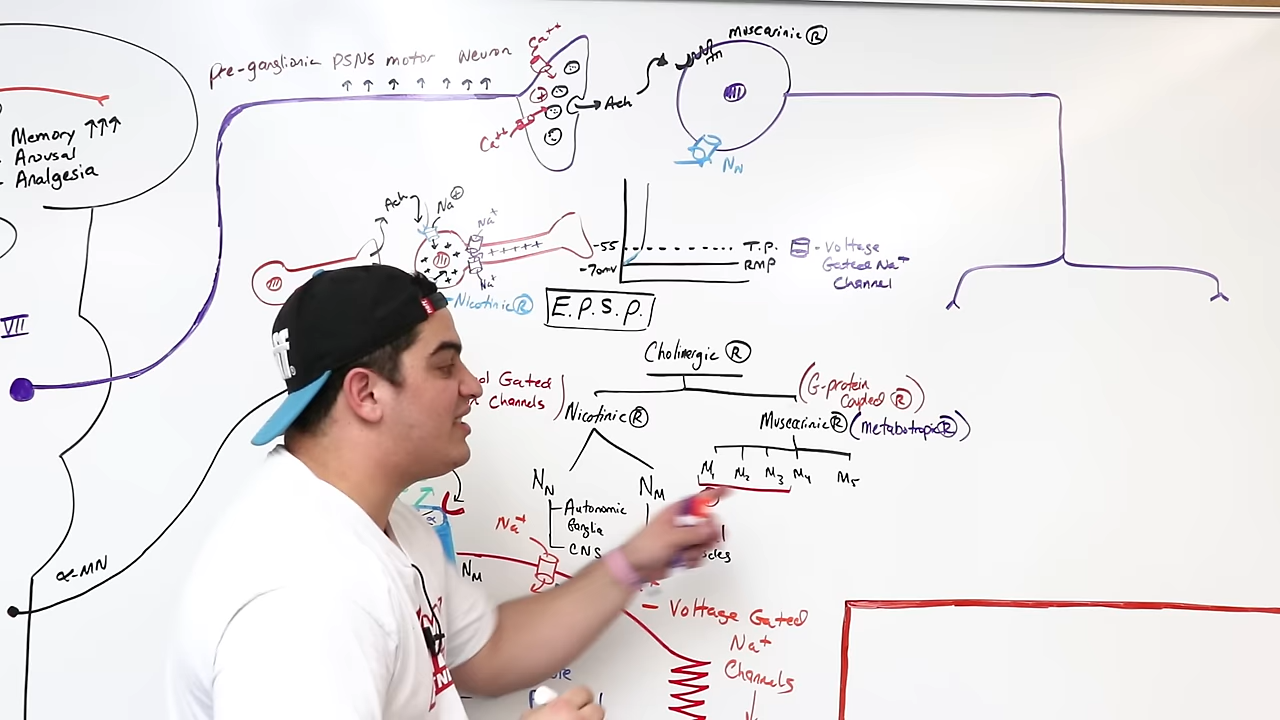 pre-ganglionic PSNS motor neuron
↑ ↑ ↑ ↑ ↑ ↑ ↑
Ca++
Ca++
Ach
Muscarinic Ⓡ
NN
Memory ↑↑↑
- Arousal
- Analgesia
VII
α-MN
Ach
Na⊕
Na+
Na+
Nicotinic Ⓡ
-55
-70mv
T.P.
RMP
- Voltage
Gated Na+
Channel
E.P.S.P.
Cholinergic Ⓡ
Gated
Channels)
Nicotinic Ⓡ
(G-protein
Coupled Ⓡ)
Muscarinic Ⓡ (metabotropic Ⓡ)
NN
NM
M1 M2 M3 M4 M5
Autonomic
Ganglia
CNS
Na+
NM
- Voltage Gated
Na+
Channels